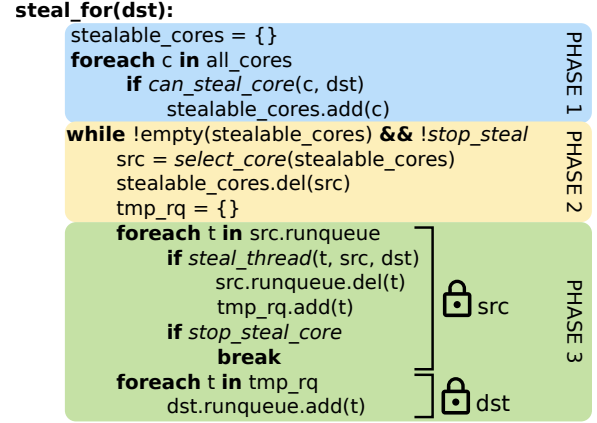 steal_for(dst):
stealable_cores = {}
foreach c in all_cores
if can_steal_core(c, dst)
stealable_cores.add(c)
PHASE 1
while !empty(stealable_cores) && !stop_steal
src = select_core(stealable_cores)
stealable_cores.del(src)
tmp_rq = {}
PHASE 2
foreach t in src.runqueue
if steal_thread(t, src, dst)
src.runqueue.del(t)
tmp_rq.add(t)
if stop_steal_core
break
src
foreach t in tmp_rq
dst.runqueue.add(t)
dst
PHASE 3